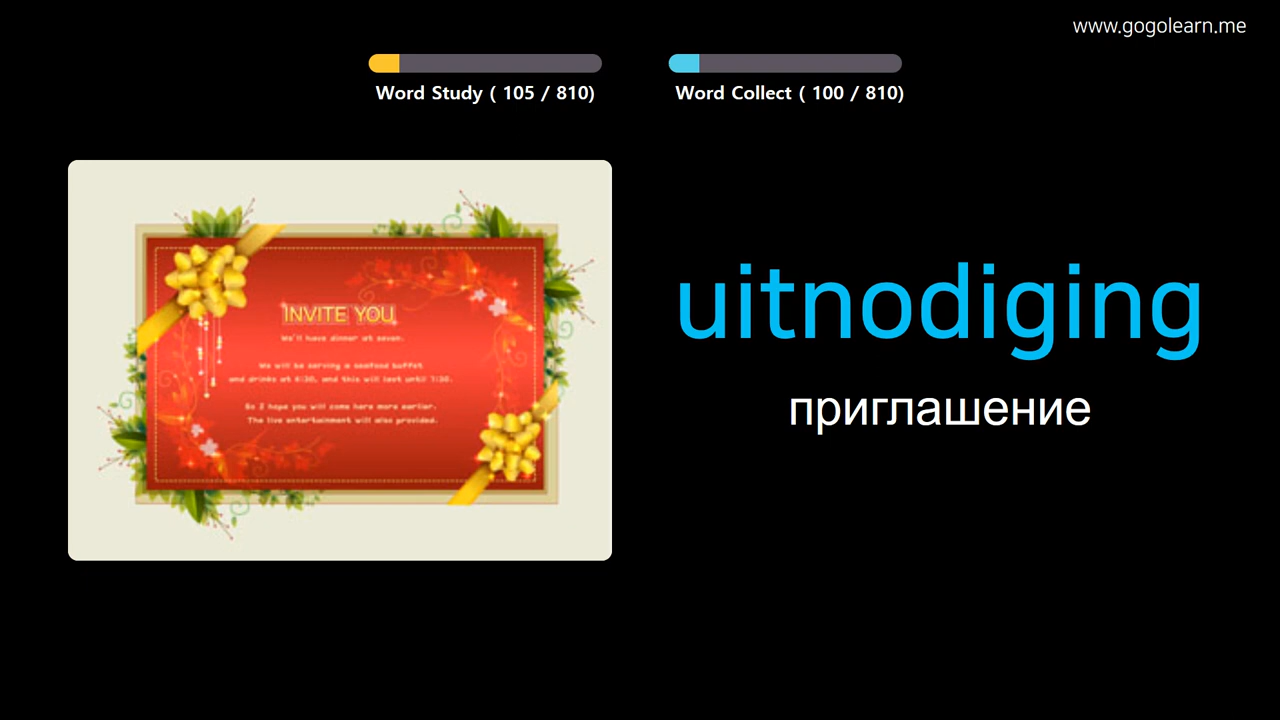 www.gogolearn.me
Word Study ( 105 / 810)
Word Collect ( 100 / 810)
INVITE YOU
We'll have dinner at seven.
We will be serving a seafood buffet
and drinks at 6:30, and this will last until 7:30.
So I hope you will come here more earlier.
The live entertainment will also provided.
uitnodiging
приглашение